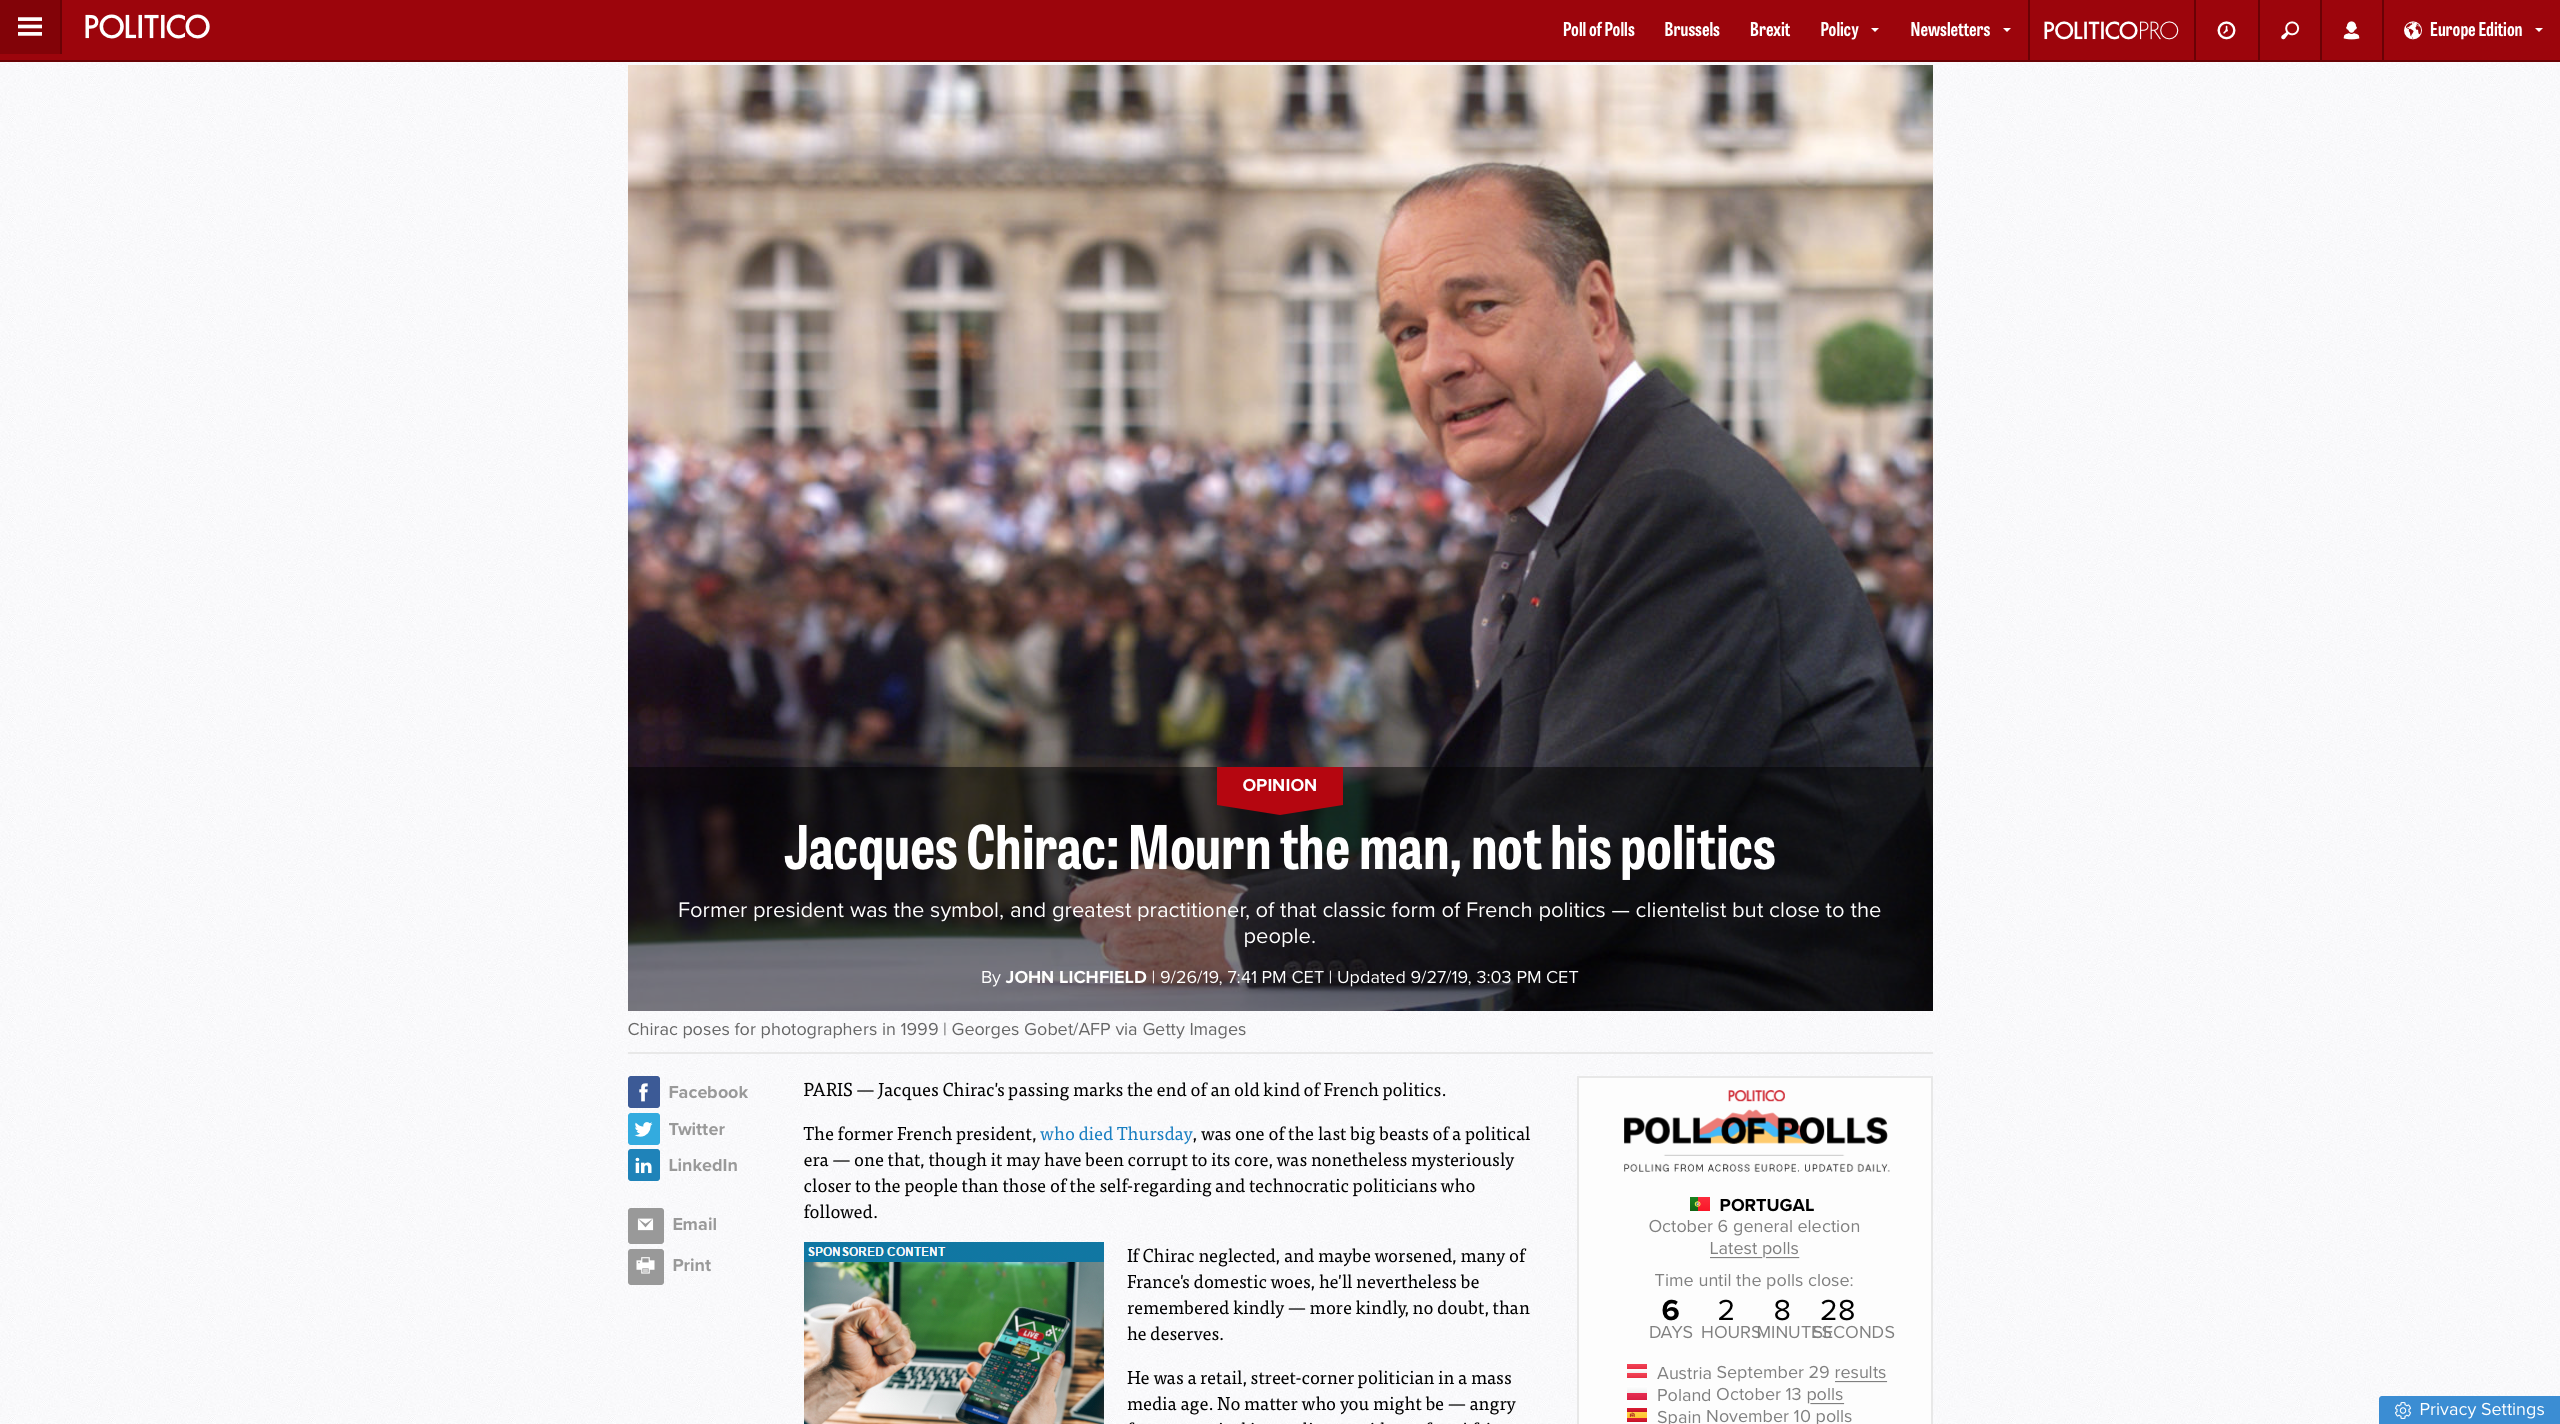 POLITICO
Poll of Polls
Brussels
Brexit
Policy
Newsletters
POLITICOPRO
Europe Edition
OPINION
Jacques Chirac: Mourn the man, not his politics
Former president was the symbol, and greatest practitioner, of that classic form of French politics — clientelist but close to the
people.
By JOHN LICHFIELD | 9/26/19, 7:41 PM CET | Updated 9/27/19, 3:03 PM CET
Chirac poses for photographers in 1999 | Georges Gobet/AFP via Getty Images
Facebook
Twitter
LinkedIn
Email
Print
PARIS — Jacques Chirac's passing marks the end of an old kind of French politics.
The former French president, who died Thursday, was one of the last big beasts of a political
era — one that, though it may have been corrupt to its core, was nonetheless mysteriously
closer to the people than those of the self-regarding and technocratic politicians who
followed.
SPONSORED CONTENT
LIVE
If Chirac neglected, and maybe worsened, many of
France's domestic woes, he'll nevertheless be
remembered kindly — more kindly, no doubt, than
he deserves.
He was a retail, street-corner politician in a mass
media age. No matter who you might be — angry
POLITICO
POLL OF POLLS
POLLING FROM ACROSS EUROPE. UPDATED DAILY.
PORTUGAL
October 6 general election
Latest polls
Time until the polls close:
6 2 8 28
DAYS HOURS MINUTES SECONDS
Austria September 29 results
Poland October 13 polls
Spain November 10 polls
Privacy Settings